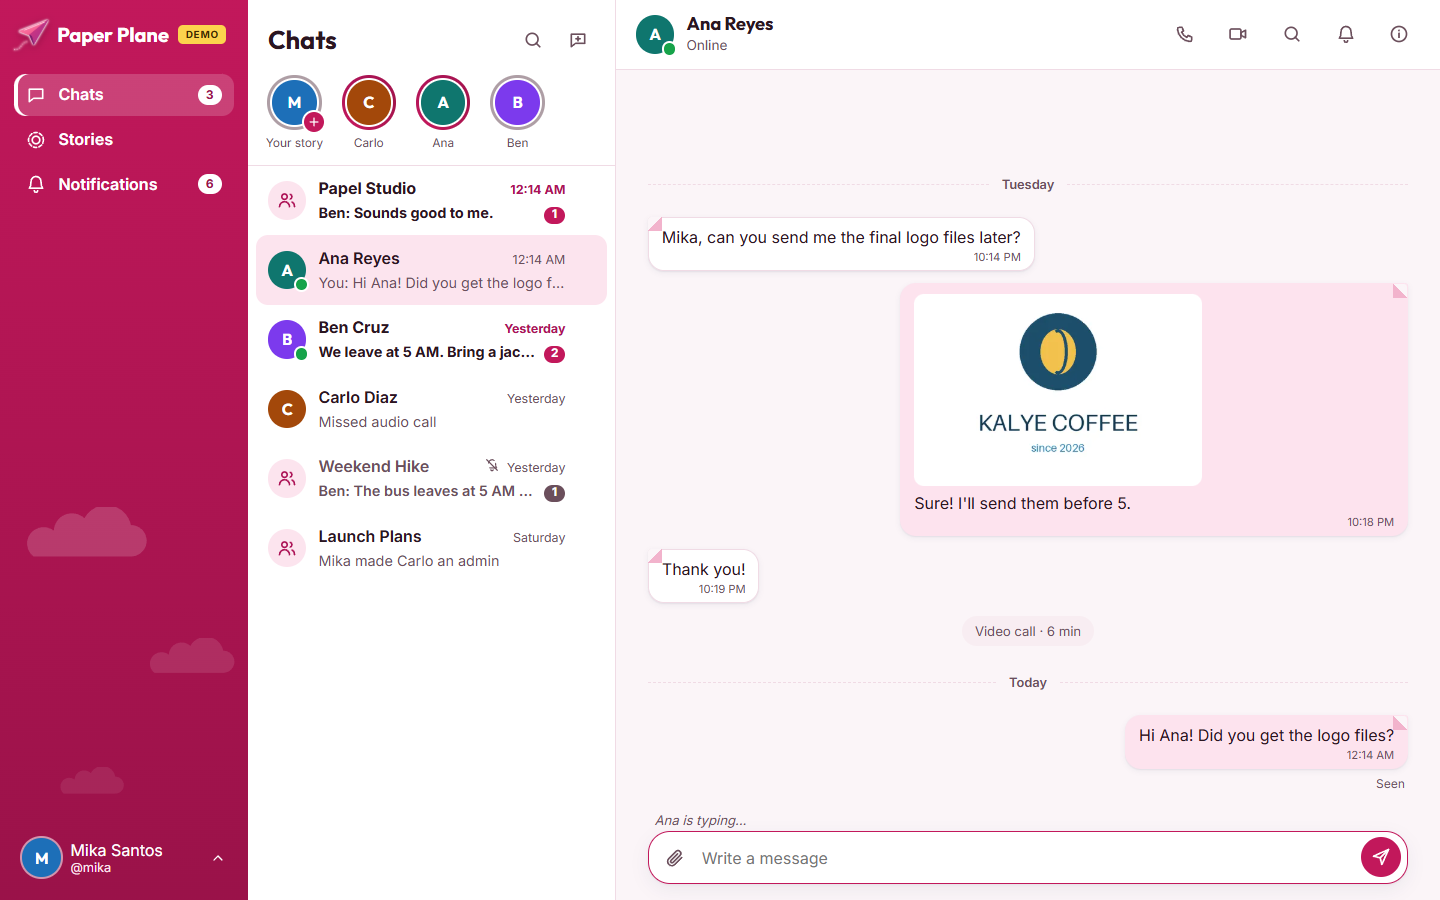 Paper Plane DEMO
Chats 3
Stories
Notifications 6
M Mika Santos
@mika
Chats
M C A B
Your story Carlo Ana Ben
Papel Studio 12:14 AM
Ben: Sounds good to me. 1
A Ana Reyes 12:14 AM
You: Hi Ana! Did you get the logo f...
B Ben Cruz Yesterday
We leave at 5 AM. Bring a jac... 2
C Carlo Diaz Yesterday
Missed audio call
Weekend Hike Yesterday
Ben: The bus leaves at 5 AM ... 1
Launch Plans Saturday
Mika made Carlo an admin
A Ana Reyes
Online
Tuesday
Mika, can you send me the final logo files later?
10:14 PM
KALYE COFFEE
since 2026
Sure! I'll send them before 5.
10:18 PM
Thank you!
10:19 PM
Video call · 6 min
Today
Hi Ana! Did you get the logo files?
12:14 AM
Seen
Ana is typing...
Write a message